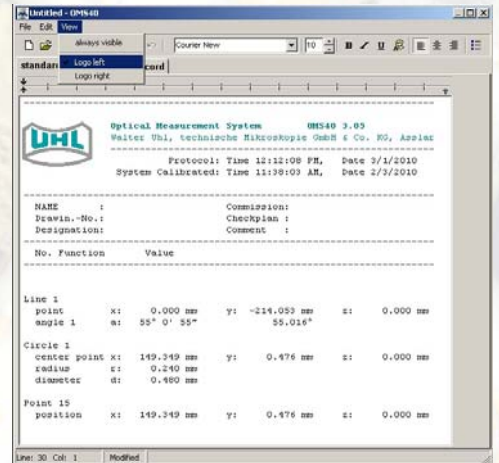 Untitled - OMS40
File Edit View
always visible
Logo left
Logo right
Courier New
10
standar
cord
UHL
Optical Measurement System OMS40 3.05
Walter Uhl, technische Mikroskopie GmbH & Co. KG, Asslar
Protocol: Time 12:12:08 PM, Date 3/1/2010
System Calibrated: Time 11:38:03 AM, Date 2/3/2010
NAME : Commission:
Drawin.-No.: Checkplan :
Designation: Comment :
No. Function Value
Line 1
point x: 0.000 mm y: -214.053 mm z: 0.000 mm
angle 1 a: 55° 0' 55" 55.016°
Circle 1
center point x: 149.349 mm y: 0.476 mm z: 0.000 mm
radius r: 0.240 mm
diameter d: 0.480 mm
Point 15
position x: 149.349 mm y: 0.476 mm z: 0.000 mm
Line: 30 Col: 1 Modified